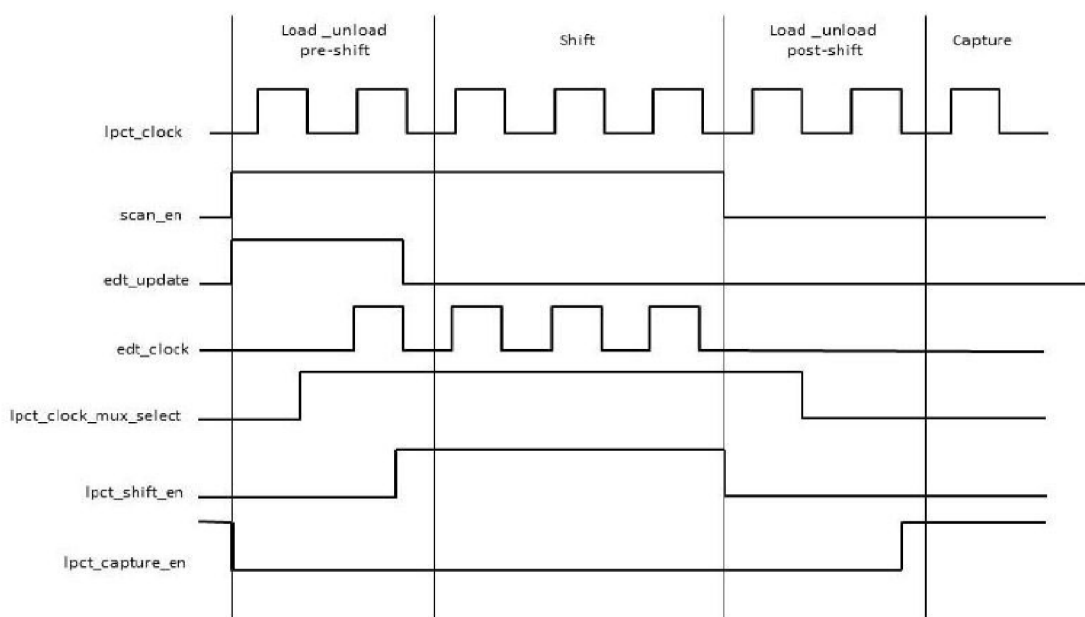 Load _unload
pre-shift
Shift
Load _unload
post-shift
Capture
lpct_clock
scan_en
edt_update
edt_clock
lpct_clock_mux_select
lpct_shift_en
lpct_capture_en